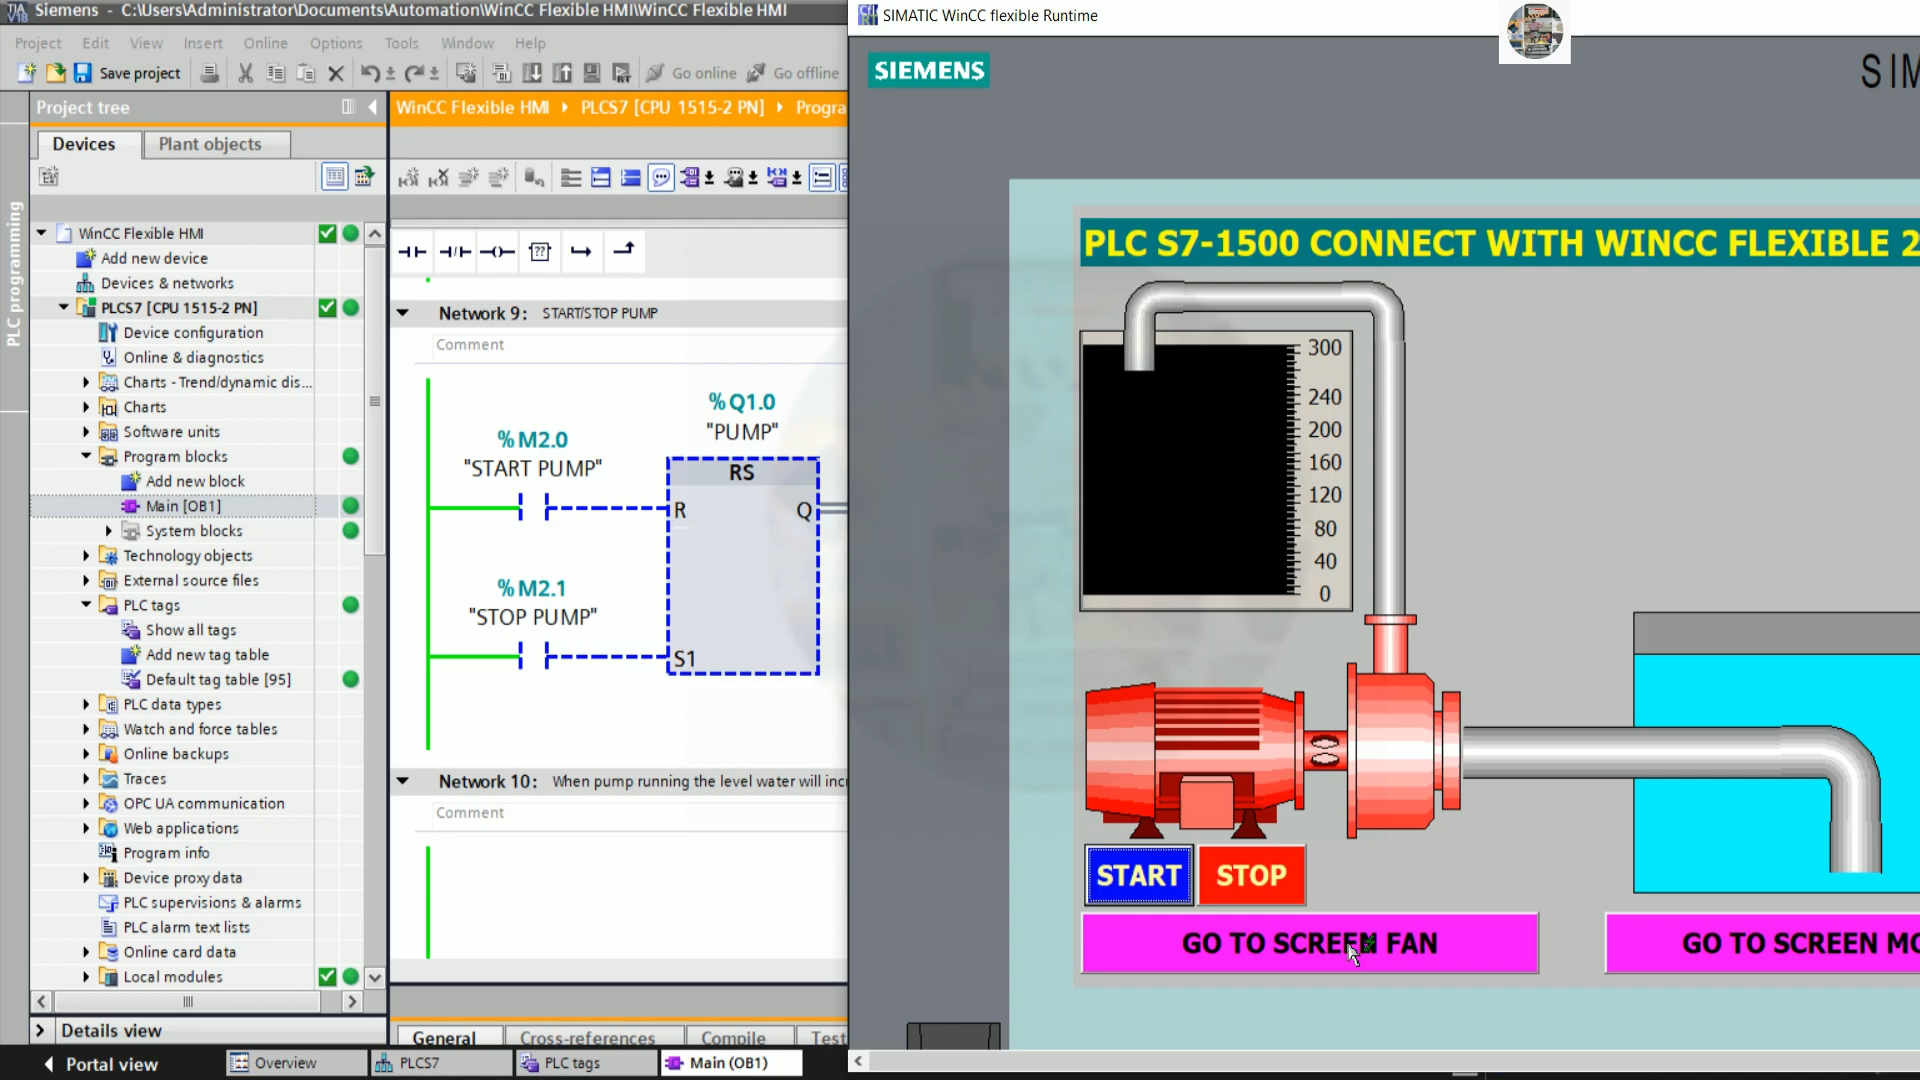 Siemens - C:\Users\Administrator\Documents\Automation\WinCC Flexible HMI\WinCC Flexible HMI
Project Edit View Insert Online Options Tools Window Help
Save project
Go online
Go offline
Project tree
Devices
Plant objects
PLC programming
WinCC Flexible HMI
Add new device
Devices & networks
PLCS7 [CPU 1515-2 PN]
Device configuration
Online & diagnostics
Charts - Trend/dynamic dis...
Charts
Software units
Program blocks
Add new block
Main [OB1]
System blocks
Technology objects
External source files
PLC tags
Show all tags
Add new tag table
Default tag table [95]
PLC data types
Watch and force tables
Online backups
Traces
OPC UA communication
Web applications
Program info
Device proxy data
PLC supervisions & alarms
PLC alarm text lists
Online card data
Local modules
Details view
Portal view
Overview
PLCS7
PLC tags
Main (OB1)
WinCC Flexible HMI
PLCS7 [CPU 1515-2 PN]
Progra
??
Network 9: START/STOP PUMP
Comment
%Q1.0
"PUMP"
%M2.0
"START PUMP"
RS
R
Q
%M2.1
"STOP PUMP"
S1
Network 10: When pump running the level water will incr
Comment
General
Cross-references
Compile
Test
SIMATIC WinCC flexible Runtime
SIEMENS
SIM
PLC S7-1500 CONNECT WITH WINCC FLEXIBLE 2
300
240
200
160
120
80
40
0
START
STOP
GO TO SCREEN FAN
GO TO SCREEN MO